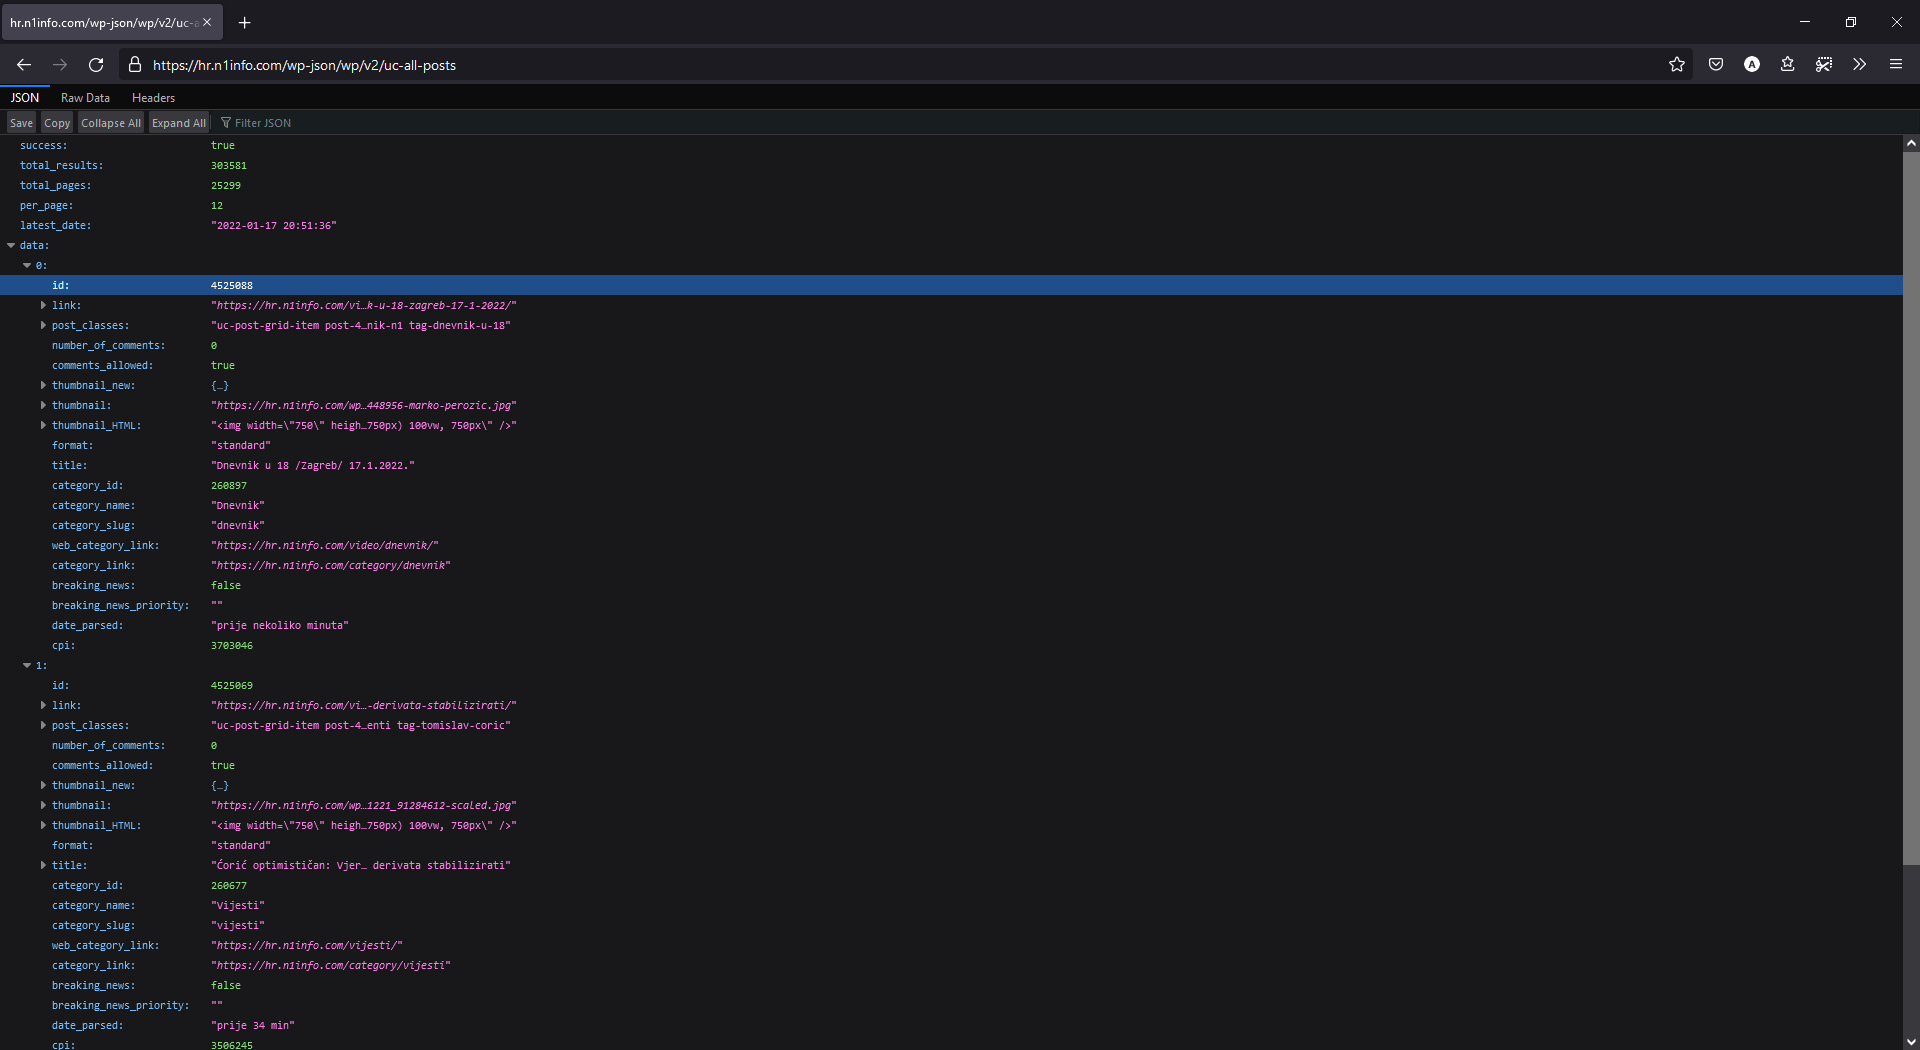 hr.n1info.com/wp-json/wp/v2/uc-a
https://hr.n1info.com/wp-json/wp/v2/uc-all-posts
JSON Raw Data Headers
Save Copy Collapse All Expand All Filter JSON
success: true
total_results: 303581
total_pages: 25299
per_page: 12
latest_date: "2022-01-17 20:51:36"
data:
0:
id: 4525088
link: "https://hr.n1info.com/vi…k-u-18-zagreb-17-1-2022/"
post_classes: "uc-post-grid-item post-4…nik-n1 tag-dnevnik-u-18"
number_of_comments: 0
comments_allowed: true
thumbnail_new: {…}
thumbnail: "https://hr.n1info.com/wp…448956-marko-perozic.jpg"
thumbnail_HTML: "<img width=\"750\" heigh…750px) 100vw, 750px\" />"
format: "standard"
title: "Dnevnik u 18 /Zagreb/ 17.1.2022."
category_id: 260897
category_name: "Dnevnik"
category_slug: "dnevnik"
web_category_link: "https://hr.n1info.com/video/dnevnik/"
category_link: "https://hr.n1info.com/category/dnevnik"
breaking_news: false
breaking_news_priority: ""
date_parsed: "prije nekoliko minuta"
cpi: 3703046
1:
id: 4525069
link: "https://hr.n1info.com/vi…-derivata-stabilizirati/"
post_classes: "uc-post-grid-item post-4…enti tag-tomislav-coric"
number_of_comments: 0
comments_allowed: true
thumbnail_new: {…}
thumbnail: "https://hr.n1info.com/wp…1221_91284612-scaled.jpg"
thumbnail_HTML: "<img width=\"750\" heigh…750px) 100vw, 750px\" />"
format: "standard"
title: "Ćorić optimističan: Vjer… derivata stabilizirati"
category_id: 260677
category_name: "Vijesti"
category_slug: "vijesti"
web_category_link: "https://hr.n1info.com/vijesti/"
category_link: "https://hr.n1info.com/category/vijesti"
breaking_news: false
breaking_news_priority: ""
date_parsed: "prije 34 min"
cpi: 3506245